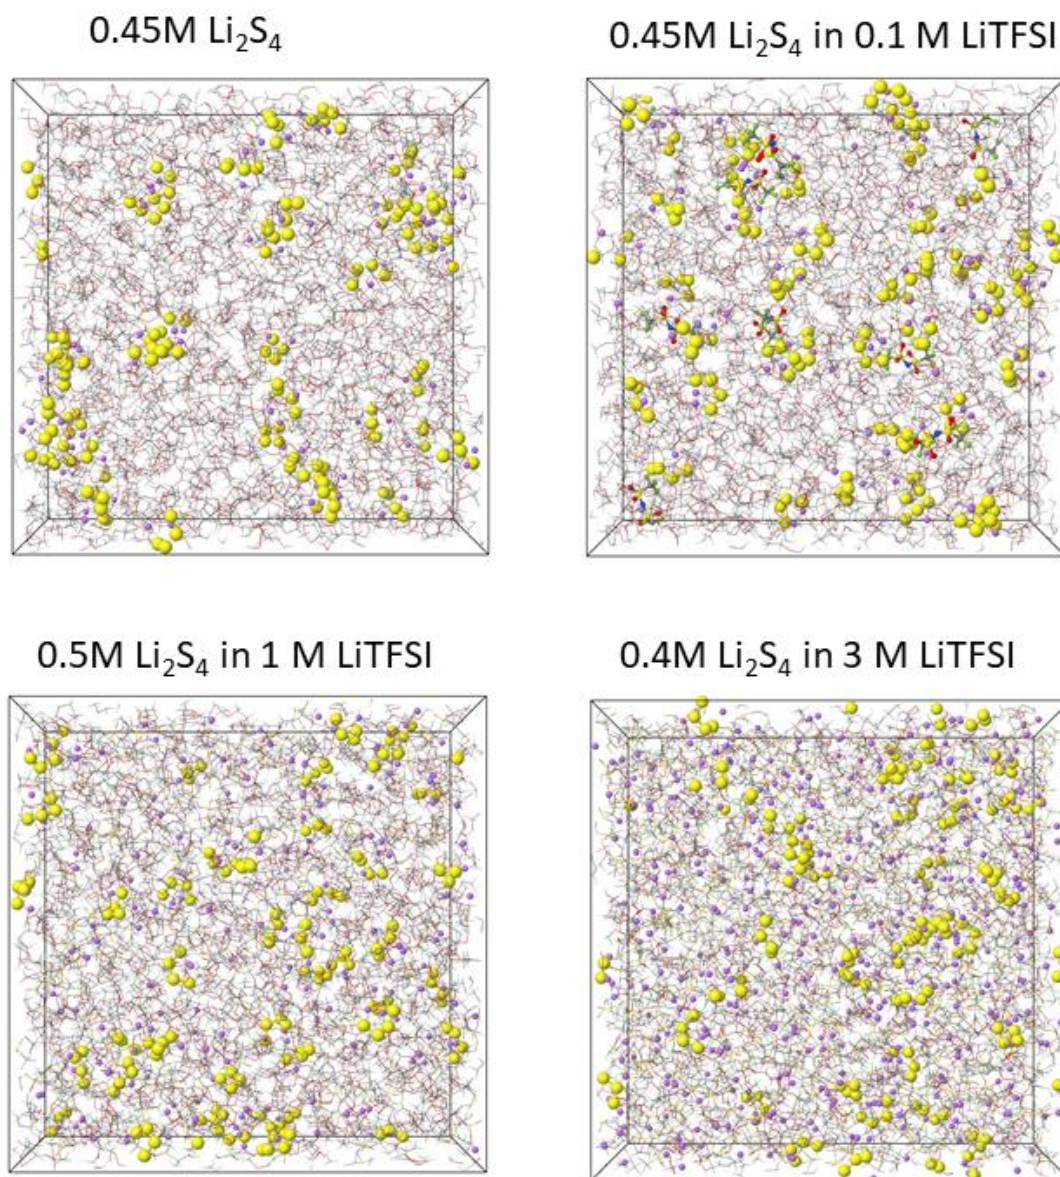 0.45M Li₂S₄
0.45M Li₂S₄ in 0.1 M LiTFSI
0.5M Li₂S₄ in 1 M LiTFSI
0.4M Li₂S₄ in 3 M LiTFSI